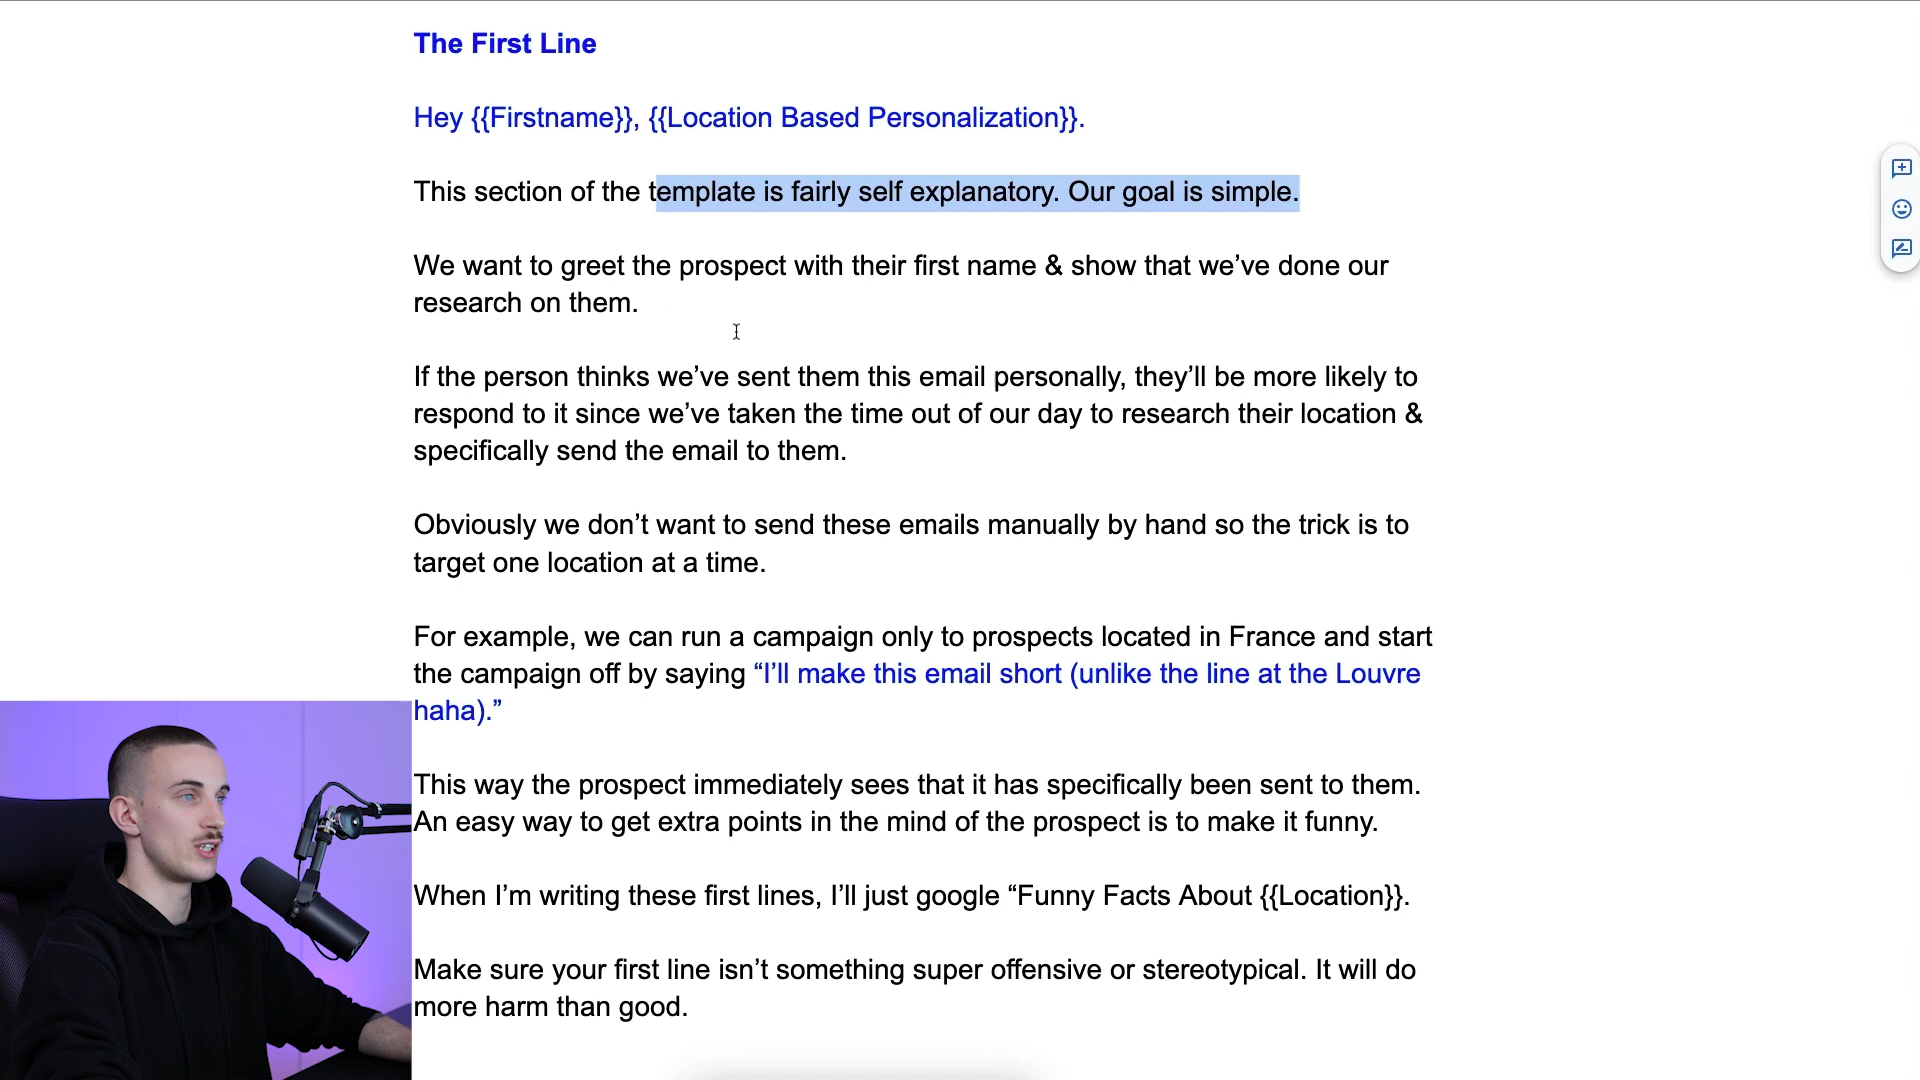 The First Line
Hey {{Firstname}}, {{Location Based Personalization}}.
This section of the template is fairly self explanatory. Our goal is simple.
We want to greet the prospect with their first name & show that we’ve done our
research on them.
If the person thinks we’ve sent them this email personally, they’ll be more likely to
respond to it since we’ve taken the time out of our day to research their location &
specifically send the email to them.
Obviously we don’t want to send these emails manually by hand so the trick is to
target one location at a time.
For example, we can run a campaign only to prospects located in France and start
the campaign off by saying “I’ll make this email short (unlike the line at the Louvre
haha).”
This way the prospect immediately sees that it has specifically been sent to them.
An easy way to get extra points in the mind of the prospect is to make it funny.
When I’m writing these first lines, I’ll just google “Funny Facts About {{Location}}.
Make sure your first line isn’t something super offensive or stereotypical. It will do
more harm than good.